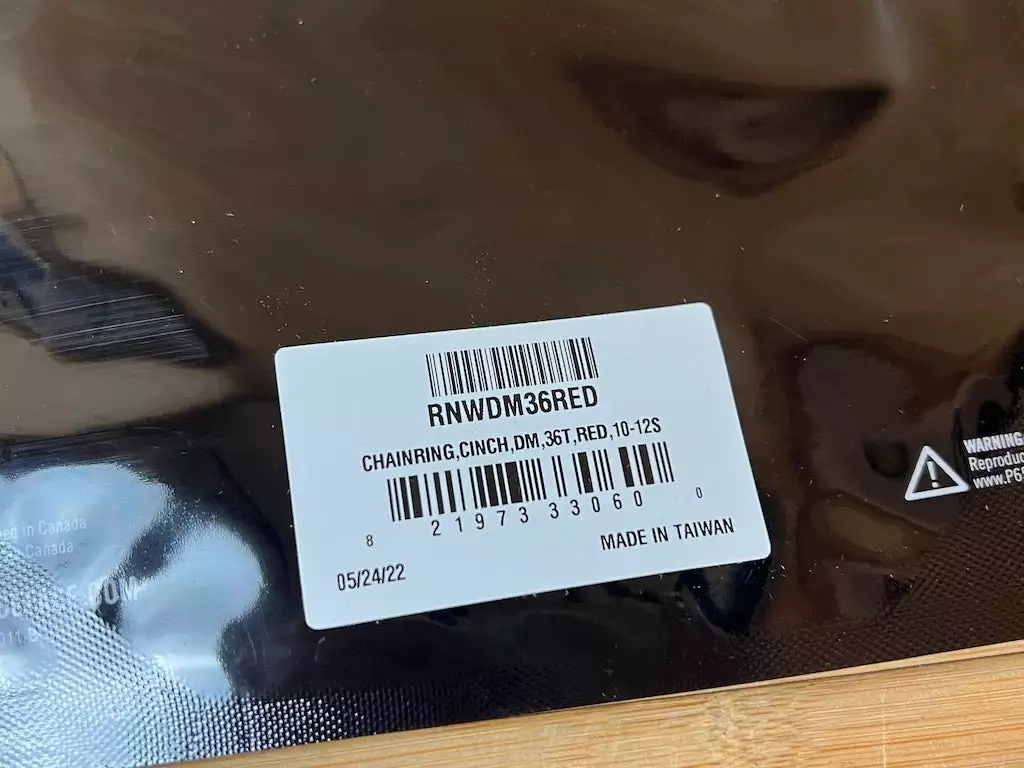 RNWDM36RED
CHAINRING,CINCH,DM,36T,RED,10-12S
8 21973 33060 0
MADE IN TAIWAN
05/24/22
WARNING
Reproduc
www.P65
ed in Canada
Canada